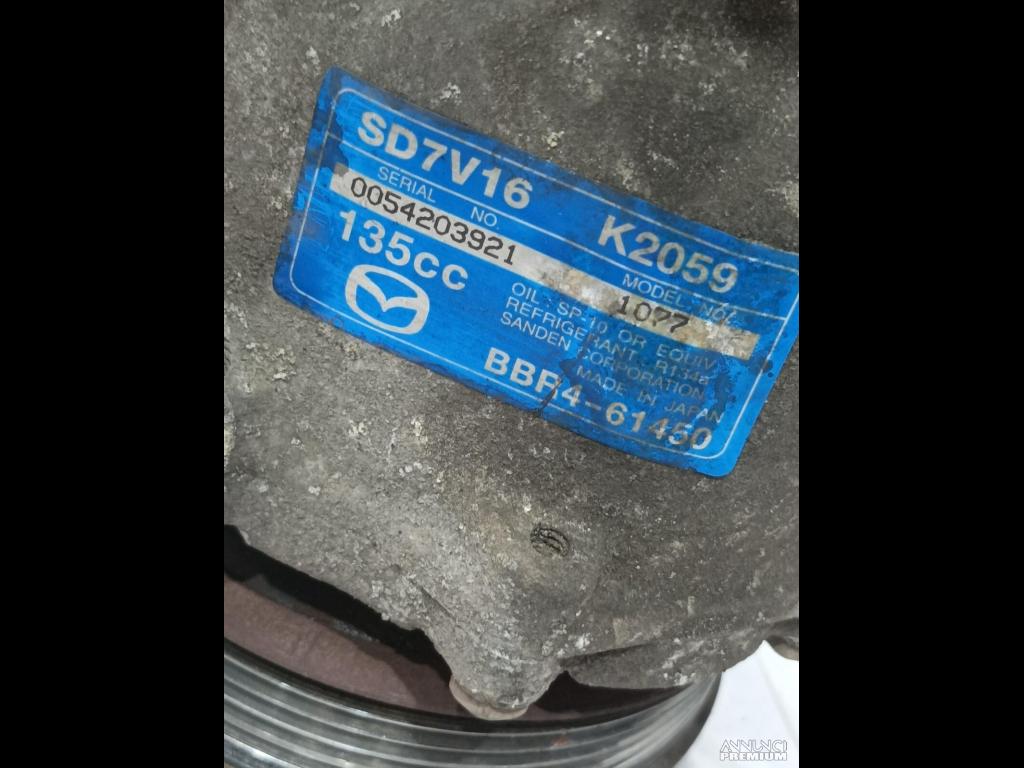 SD7V16 K2059
SERIAL NO. MODEL NO.
0054203921 1077
135cc
OIL : SP-10 OR EQUIV.
REFRIGERANT : R134a
SANDEN CORPORATION
MADE IN JAPAN
BBP4-61450
ANNUNCI
PREMIUM